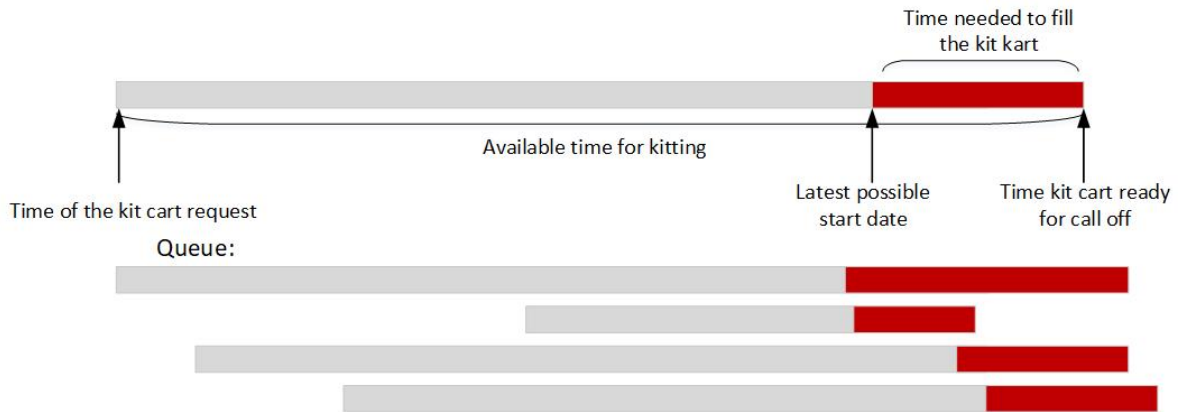 Time needed to fill
the kit kart
Available time for kitting
Time of the kit cart request
Latest possible
start date
Time kit cart ready
for call off
Queue: